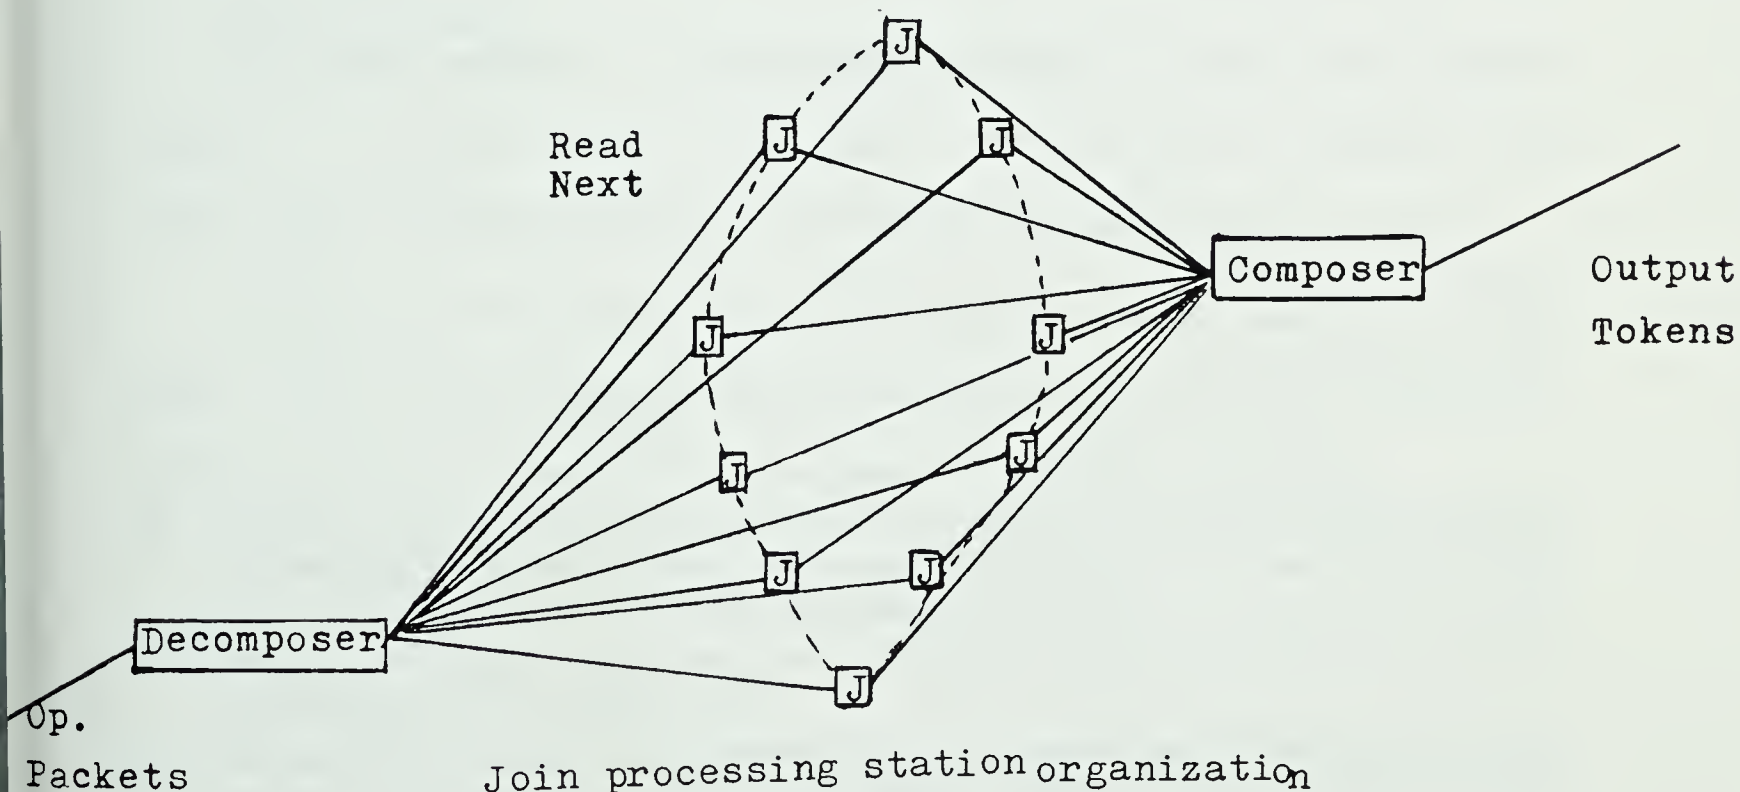 J
J
J
Read
Next
Composer
Output
J
J
Tokens
J
J
J
J
Decomposer
J
Op.
Packets
Join processing station organization